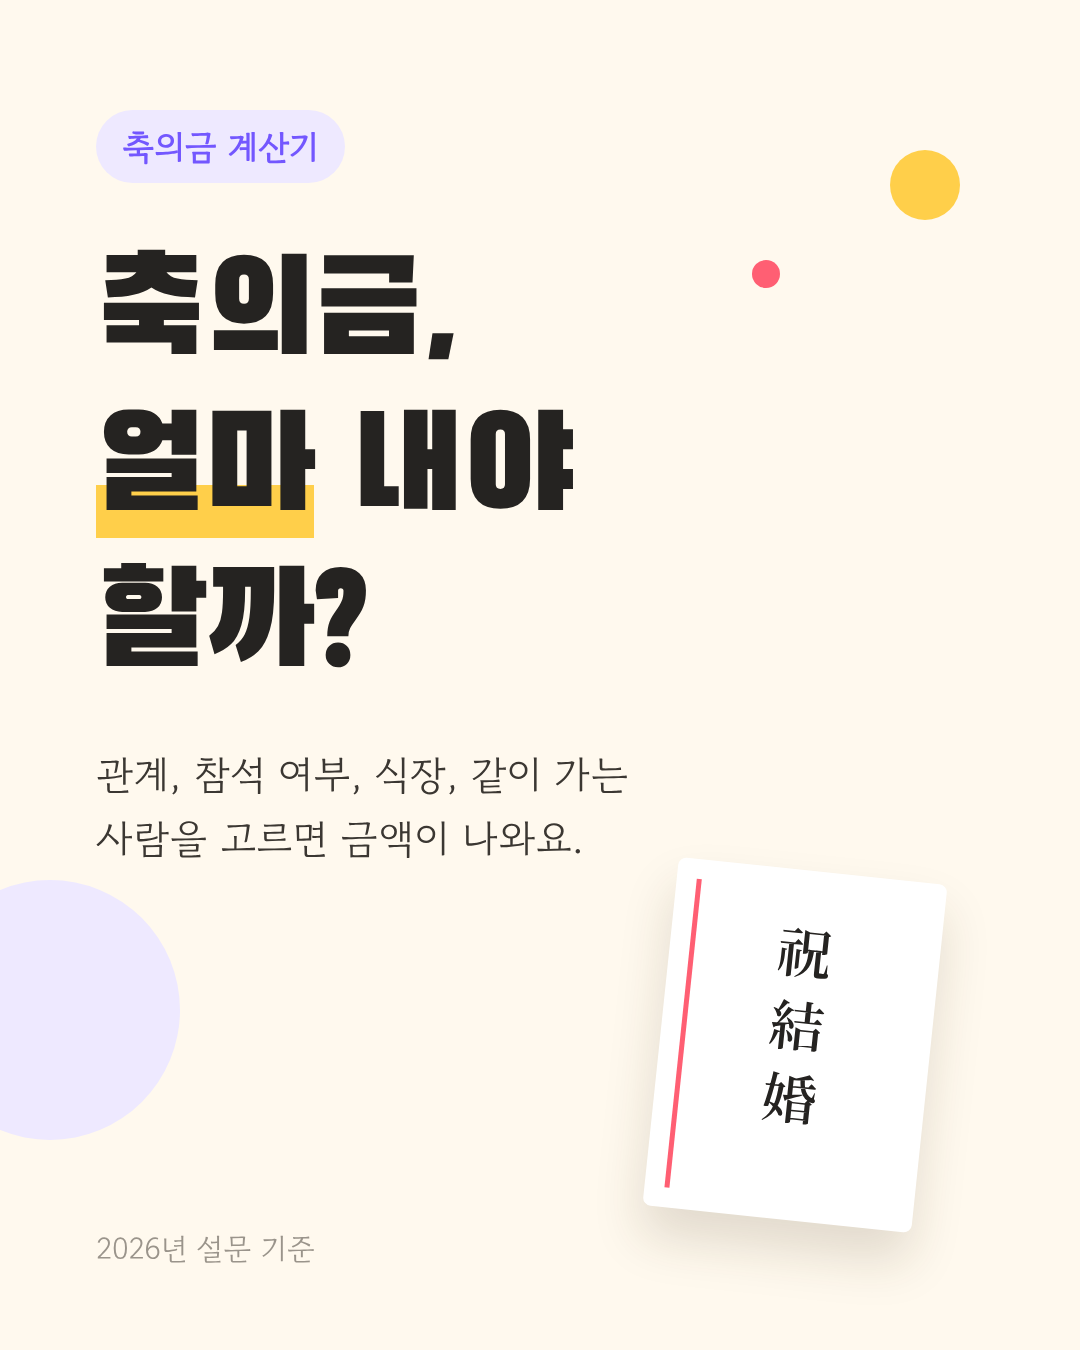 축의금 계산기
축의금,
얼마 내야
할까?
관계, 참석 여부, 식장, 같이 가는
사람을 고르면 금액이 나와요.
祝
結
婚
2026년 설문 기준